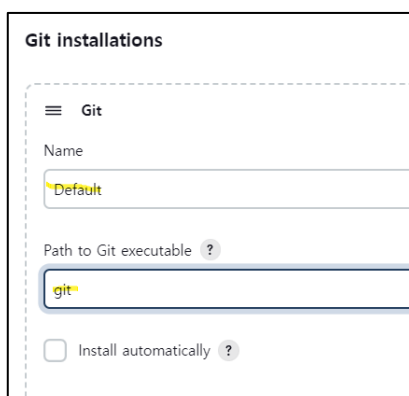 Git installations
Git
Name
Default
Path to Git executable ?
git
Install automatically ?